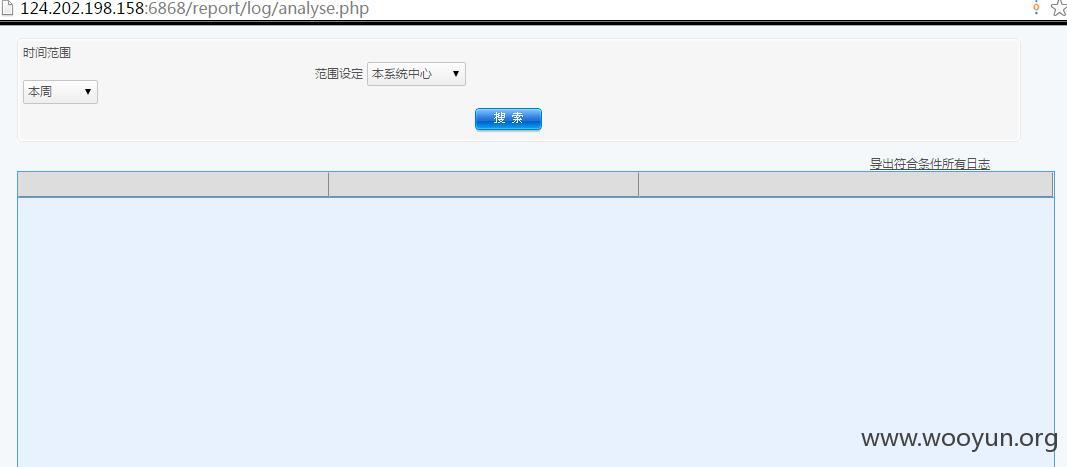 124.202.198.158:6868/report/log/analyse.php
时间范围
范围设定 本系统中心
本周
搜 索
导出符合条件所有日志
www.wooyun.org